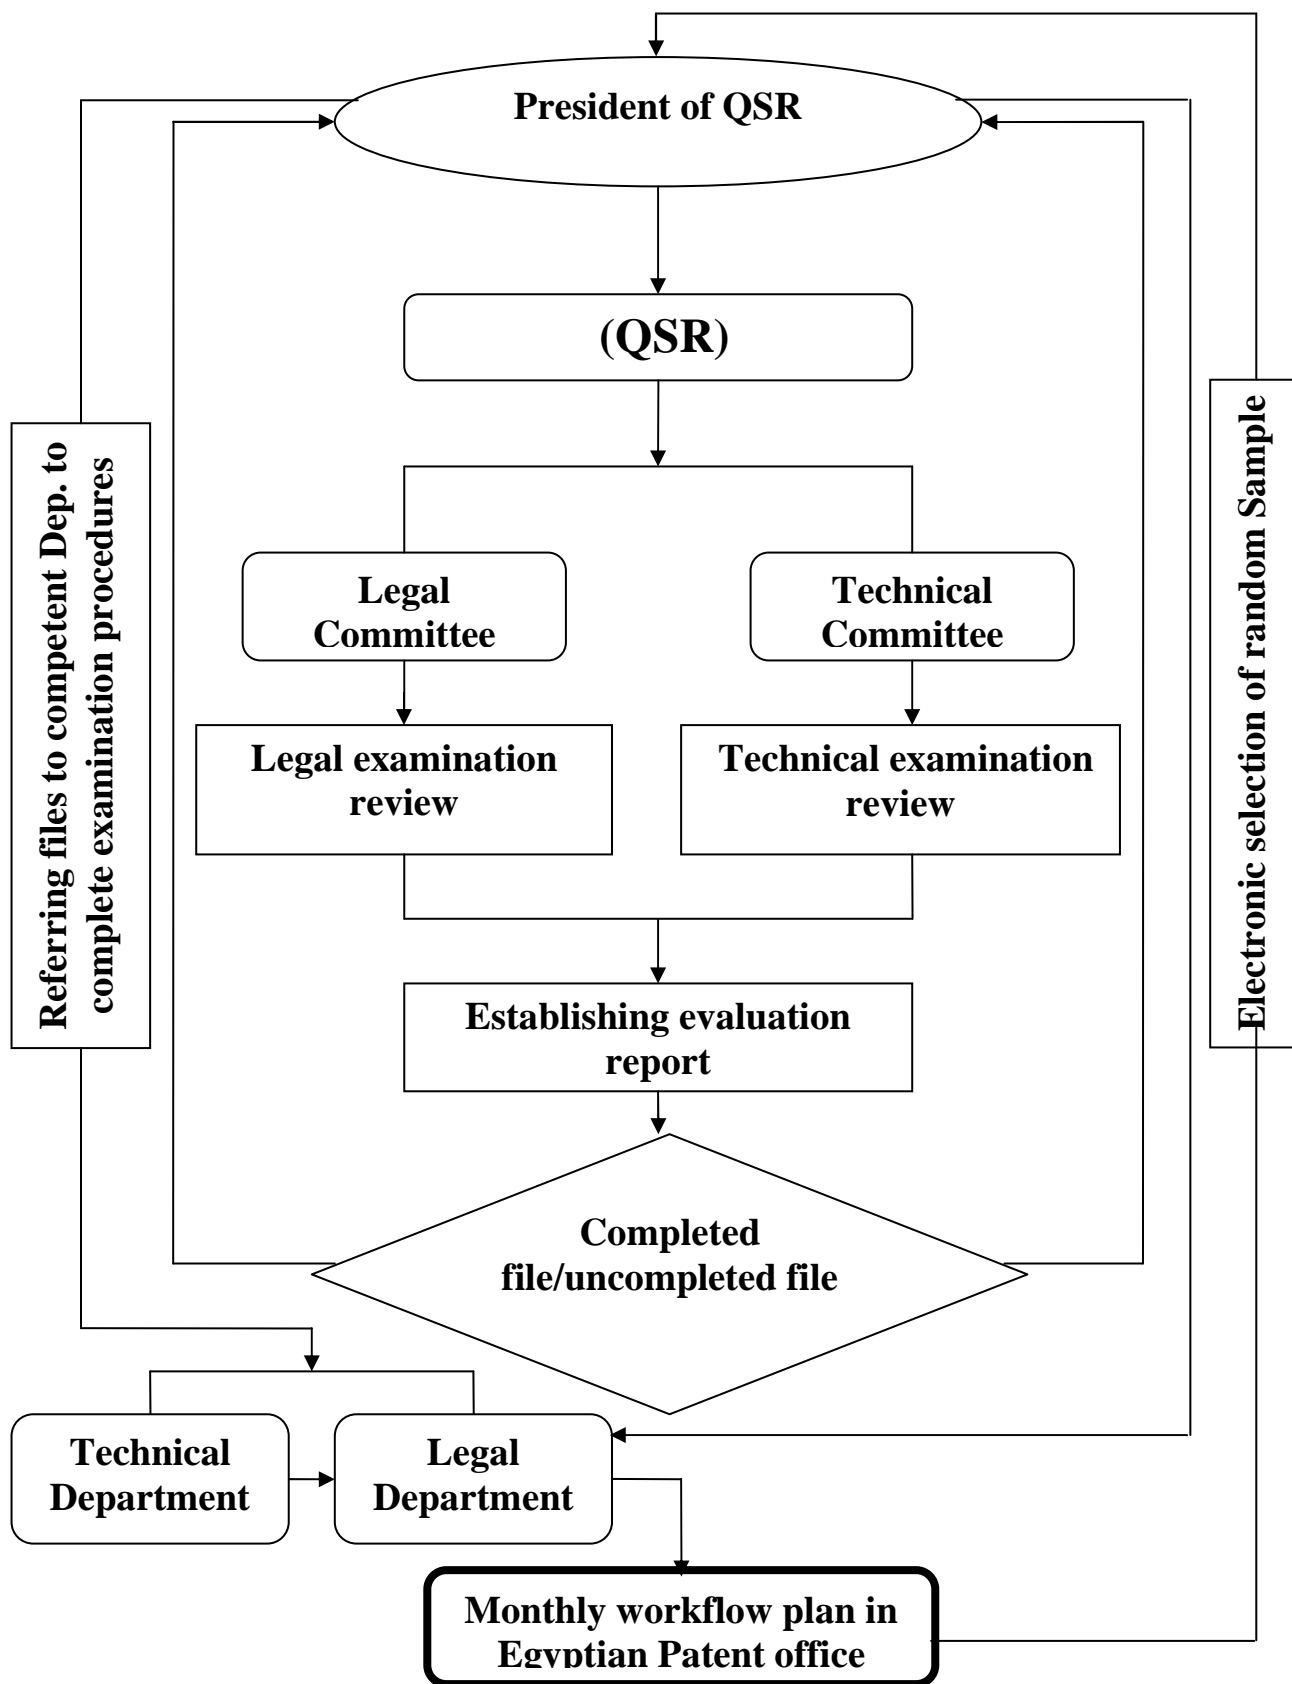 President of QSR
(QSR)
Referring files to competent Dep. to
complete examination procedures
Electronic selection of random Sample
Legal
Committee
Technical
Committee
Legal examination
review
Technical examination
review
Establishing evaluation
report
Completed
file/uncompleted file
Technical
Department
Legal
Department
Monthly workflow plan in
Egyptian Patent office